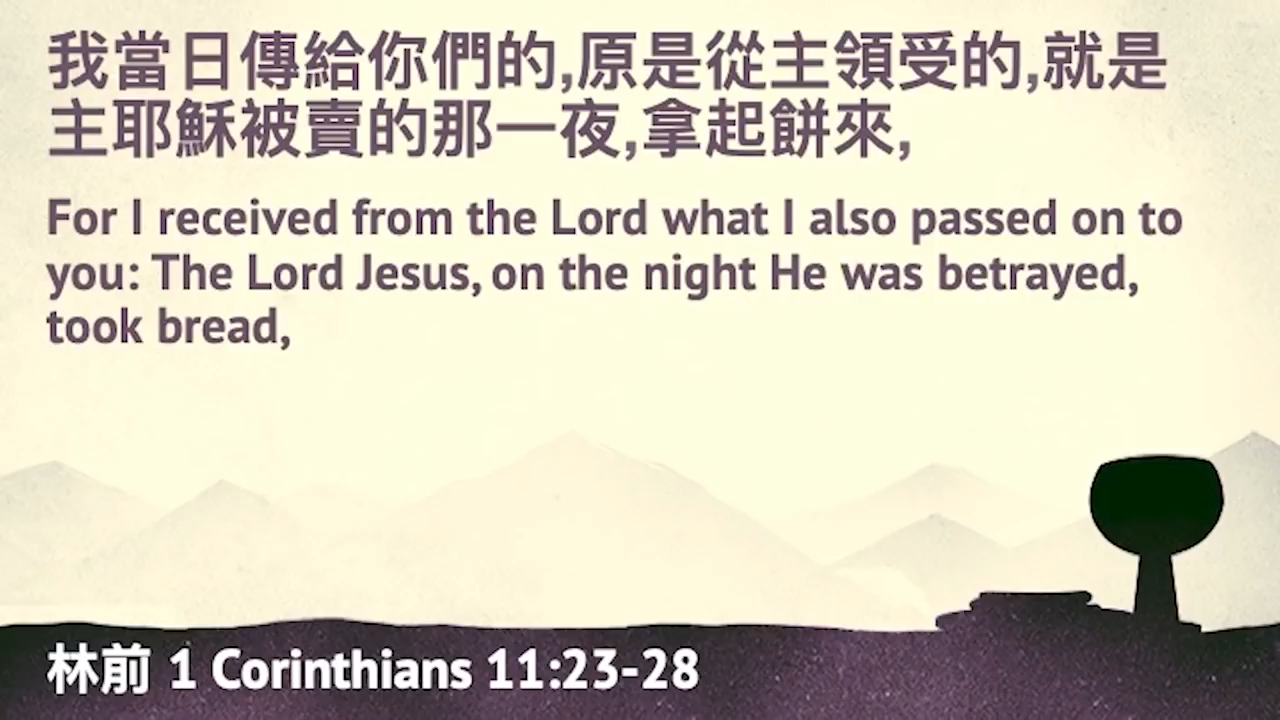 我當日傳給你們的,原是從主領受的,就是
主耶穌被賣的那一夜,拿起餅來,
For I received from the Lord what I also passed on to
you: The Lord Jesus, on the night He was betrayed,
took bread,
林前 1 Corinthians 11:23-28